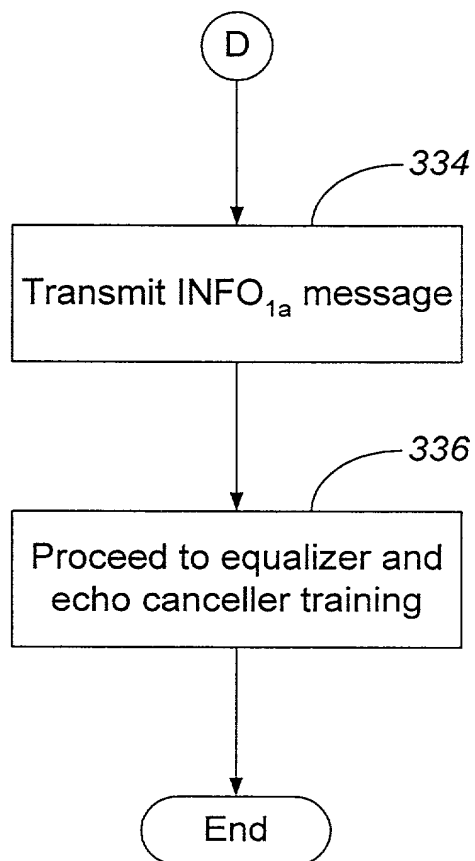 D
334
Transmit INFO₁ₐ message
336
Proceed to equalizer and
echo canceller training
End